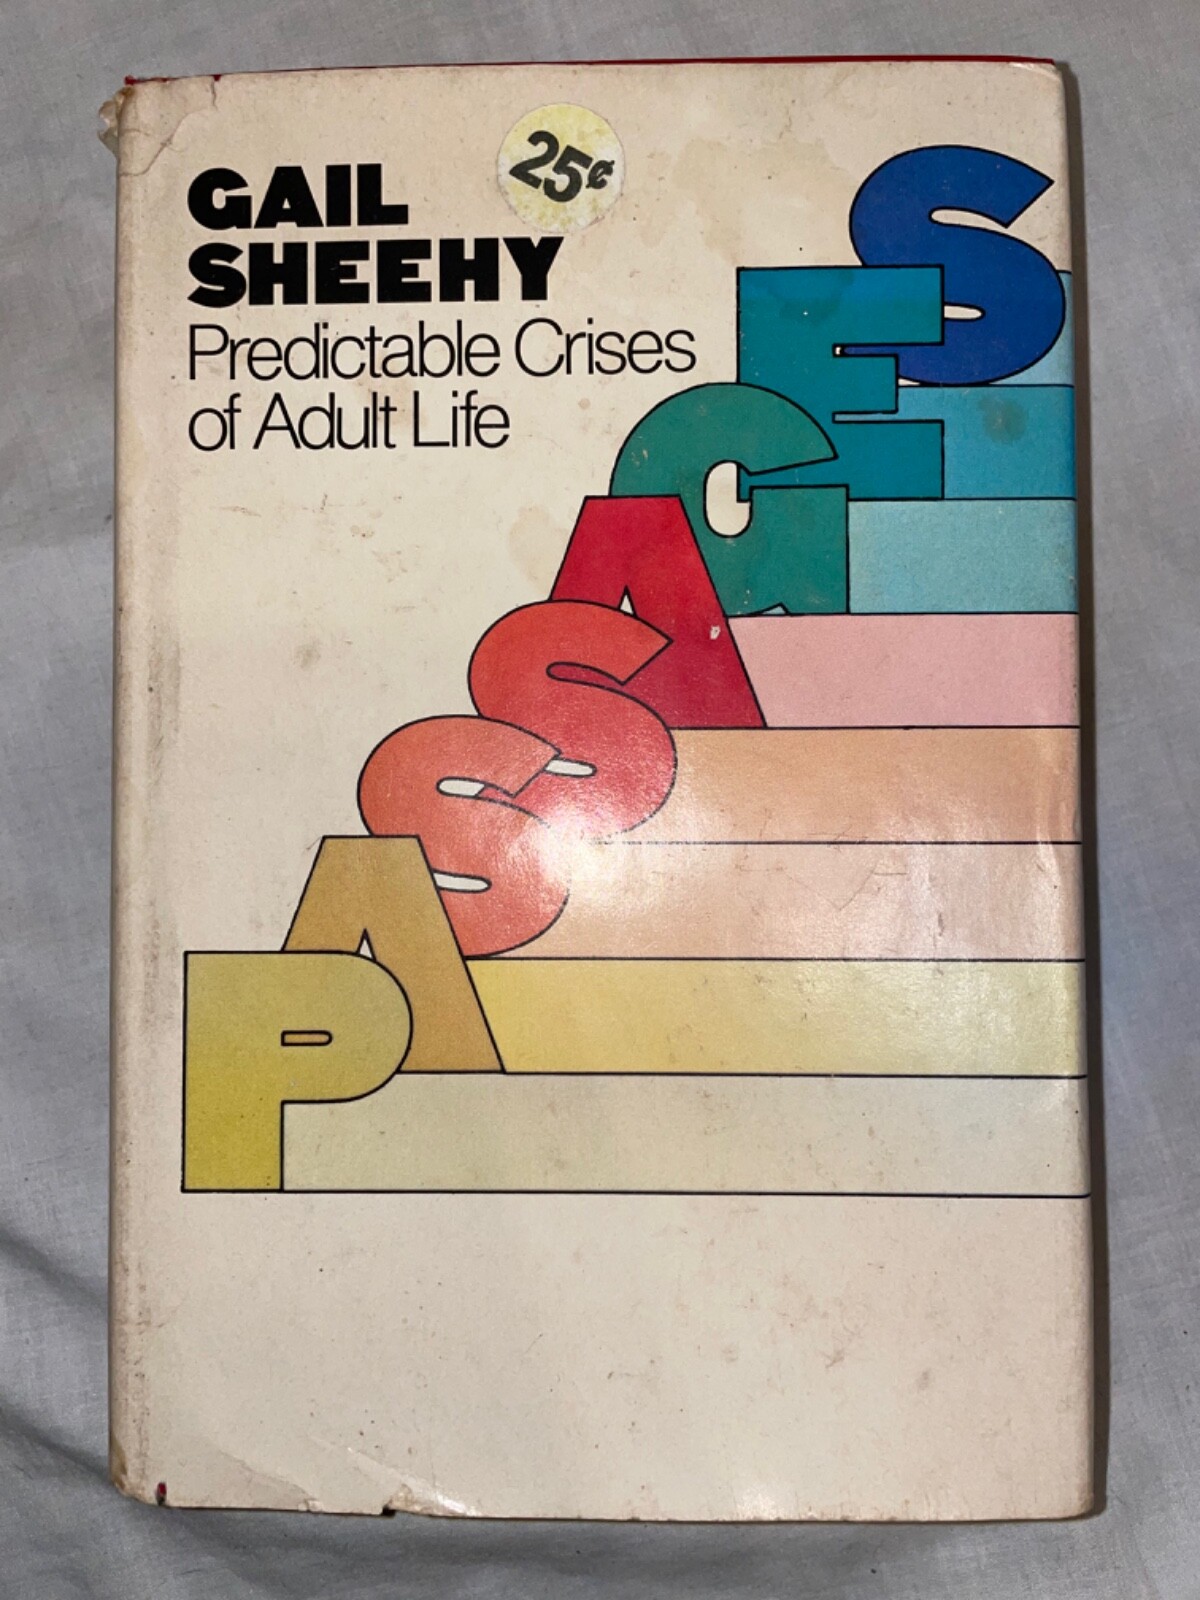 25¢
GAIL
SHEEHY
Predictable Crises
of Adult Life
PASSAGES